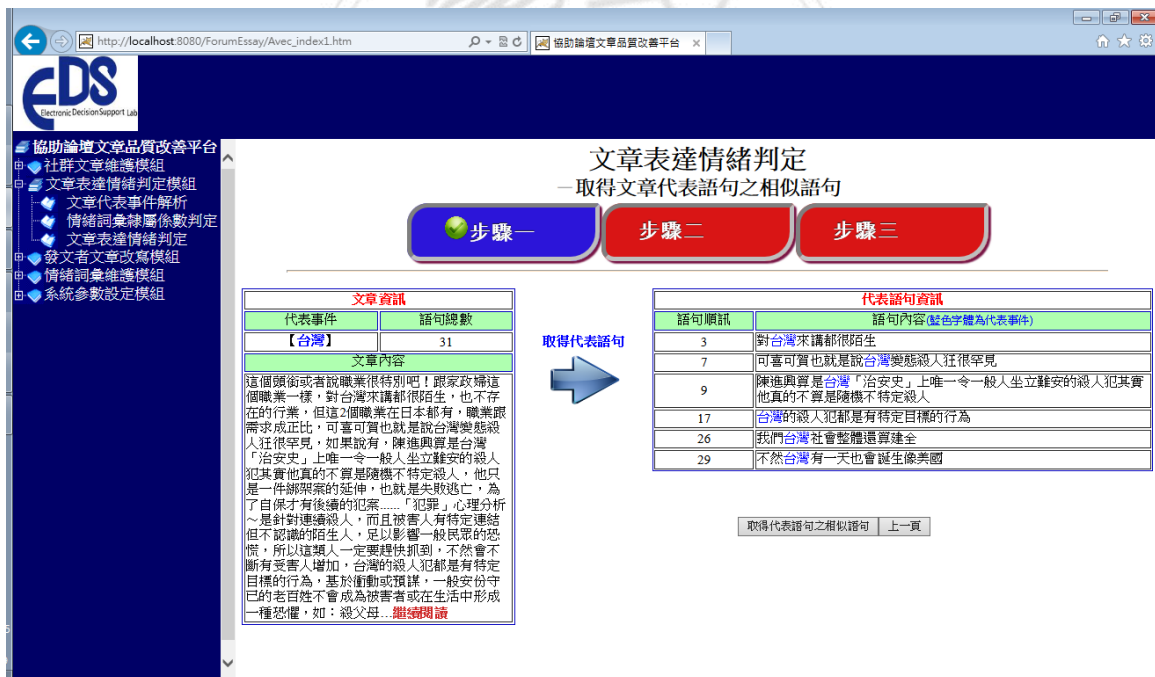 http://localhost:8080/ForumEssay/Avec_index1.htm
協助論壇文章品質改善平台
EDS
Electronic Decision Support Lab
協助論壇文章品質改善平台
社群文章維護模組
文章表達情緒判定模組
文章代表事件解析
情緒詞彙隸屬係數判定
文章表達情緒判定
發文者文章改寫模組
情緒詞彙維護模組
系統參數設定模組
文章表達情緒判定
－取得文章代表語句之相似語句
步驟一
步驟二
步驟三
文章資訊
代表事件 語句總數
【台灣】 31
文章內容
這個頭銜或者說職業很特別吧！跟家政婦這
個職業一樣，對台灣來講都很陌生，也不存
在的行業，但這2個職業在日本都有，職業跟
需求成正比，可喜可賀也就是說台灣變態殺
人狂很罕見，如果說有，陳進興算是台灣
「治安史」上唯一令一般人坐立難安的殺人
犯其實他真的不算是隨機不特定殺人，他只
是一件綁架案的延伸，也就是失敗逃亡，為
了自保才有後續的犯案......「犯罪」心理分析
～是針對連續殺人，而且被害人有特定連結
但不認識的陌生人，足以影響一般民眾的恐
慌，所以這類人一定要趕快抓到，不然會不
斷有受害人增加，台灣的殺人犯都是有特定
目標的行為，基於衝動或預謀，一般安份守
已的老百姓不會成為被害者或在生活中形成
一種恐懼，如：殺父母...繼續閱讀
取得代表語句
代表語句資訊
語句順訊 語句內容(藍色字體為代表事件)
3 對台灣來講都很陌生
7 可喜可賀也就是說台灣變態殺人狂很罕見
9 陳進興算是台灣「治安史」上唯一令一般人坐立難安的殺人犯其實
他真的不算是隨機不特定殺人
17 台灣的殺人犯都是有特定目標的行為
26 我們台灣社會整體還算建全
29 不然台灣有一天也會誕生像美國
取得代表語句之相似語句 上一頁